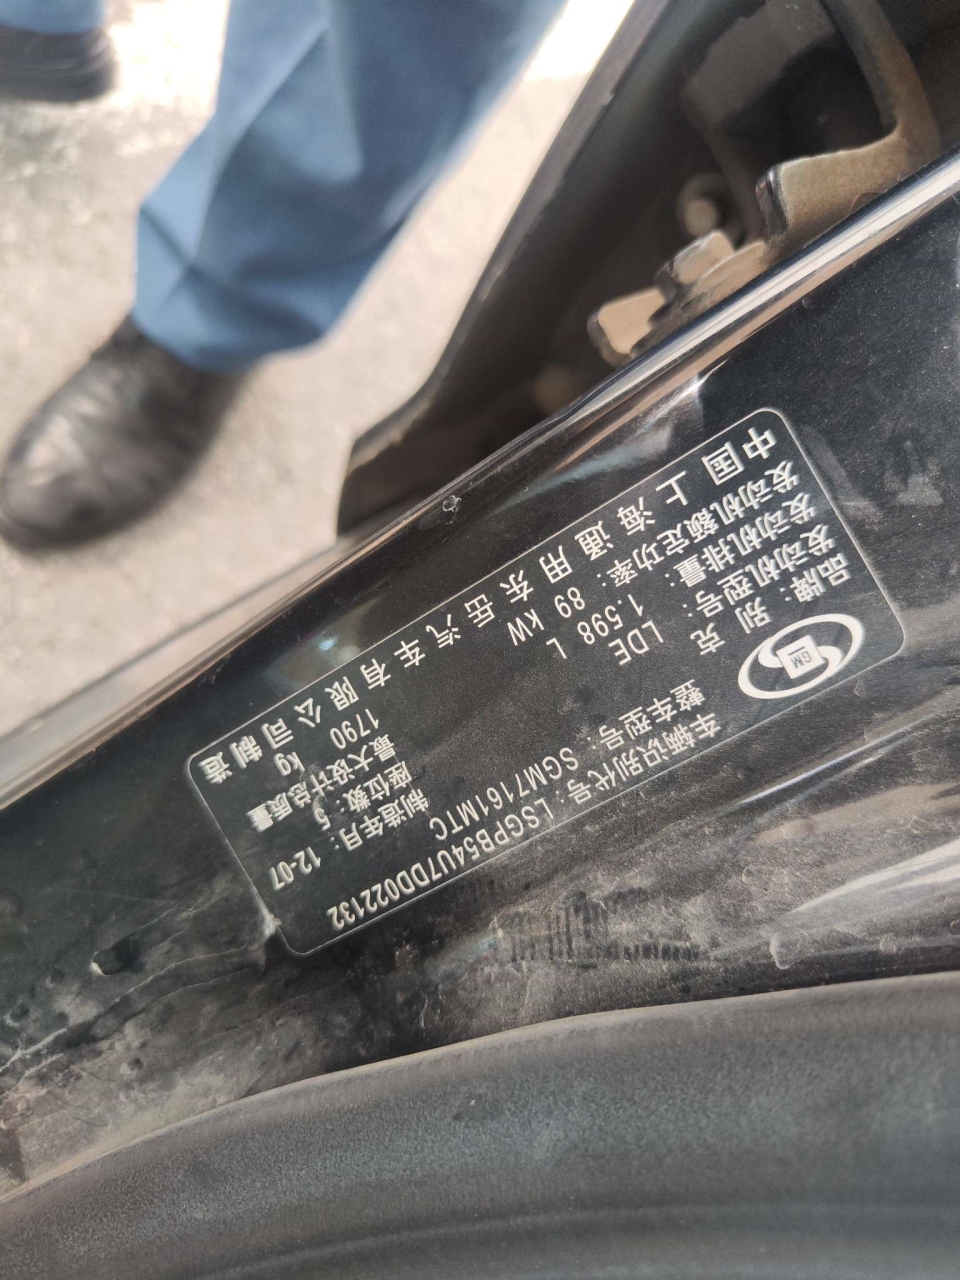 GM
车辆识别代号: LSGPB54U7DD022132
整车型号: SGM7161MTC
品牌: 别克 制造年月: 12-07
发动机型号: LDE 座位数: 5
发动机排量: 1.598 L 最大设计总质量
发动机额定功率: 89 kW 1790 kg
中国上海通用东岳汽车有限公司制造